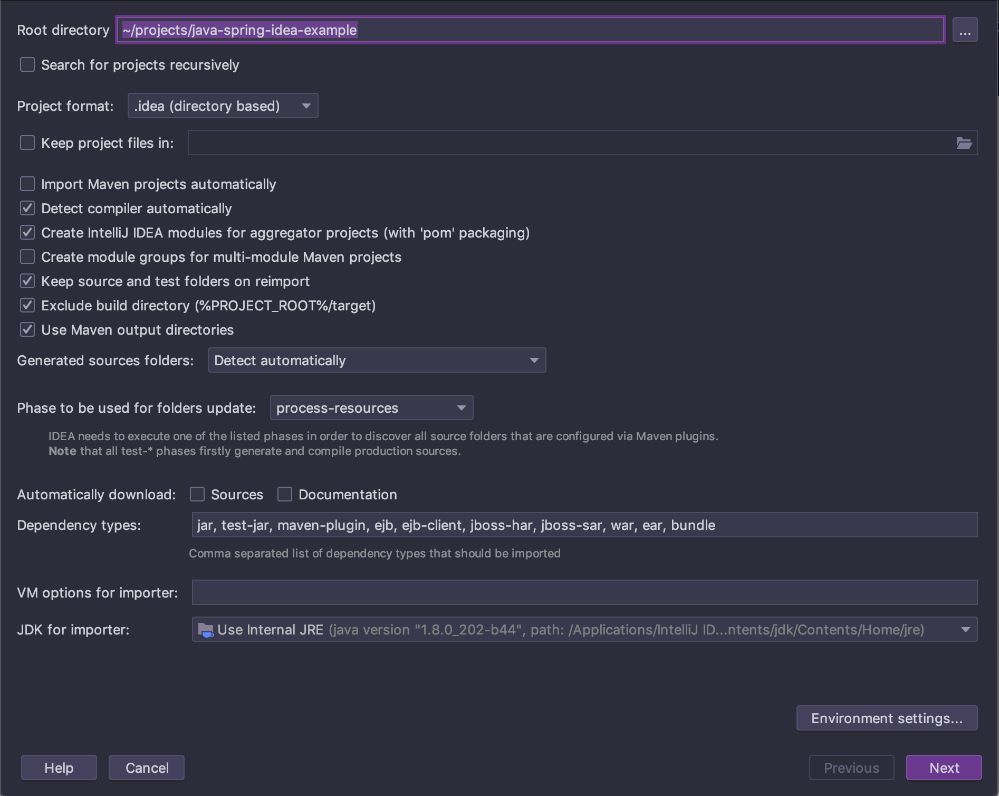 Root directory ~/projects/java-spring-idea-example ...
Search for projects recursively
Project format: .idea (directory based)
Keep project files in:
Import Maven projects automatically
Detect compiler automatically
Create IntelliJ IDEA modules for aggregator projects (with 'pom' packaging)
Create module groups for multi-module Maven projects
Keep source and test folders on reimport
Exclude build directory (%PROJECT_ROOT%/target)
Use Maven output directories
Generated sources folders: Detect automatically
Phase to be used for folders update: process-resources
IDEA needs to execute one of the listed phases in order to discover all source folders that are configured via Maven plugins.
Note that all test-* phases firstly generate and compile production sources.
Automatically download: Sources Documentation
Dependency types: jar, test-jar, maven-plugin, ejb, ejb-client, jboss-har, jboss-sar, war, ear, bundle
Comma separated list of dependency types that should be imported
VM options for importer:
JDK for importer: Use Internal JRE (java version "1.8.0_202-b44", path: /Applications/IntelliJ ID...ntents/jdk/Contents/Home/jre)
Environment settings...
Help Cancel Previous Next